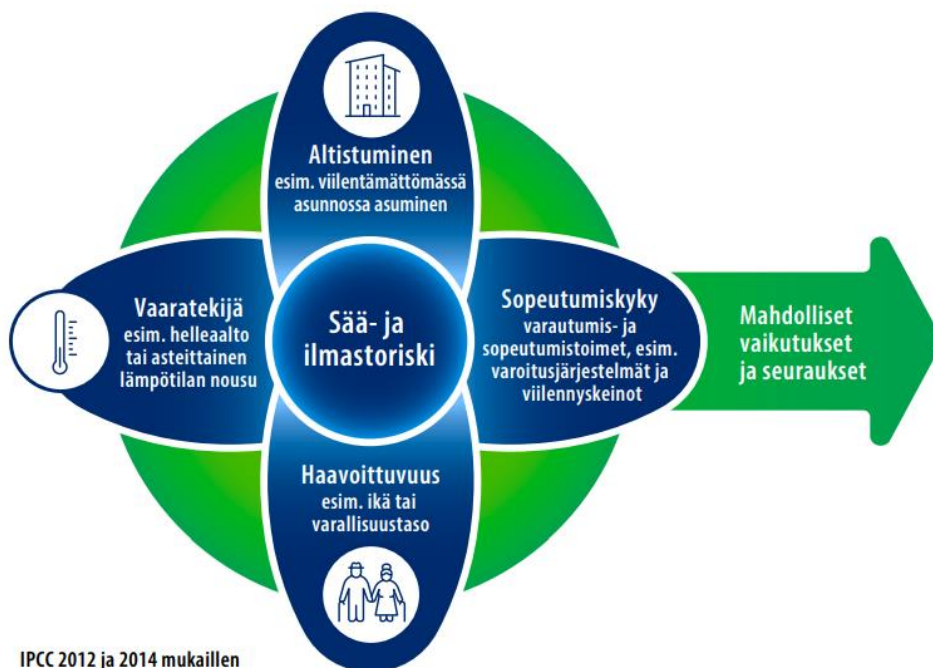 Altistuminen
esim. viilentämättömässä
asunnossa asuminen
Vaaratekijä
esim. helleaalto
tai asteittainen
lämpötilan nousu
Sää- ja
ilmastoriski
Sopeutumiskyky
varautumis- ja
sopeutumistoimet, esim.
varoitusjärjestelmät ja
viilennyskeinot
Mahdolliset
vaikutukset
ja seuraukset
Haavoittuvuus
esim. ikä tai
varallisuustaso
IPCC 2012 ja 2014 mukaillen